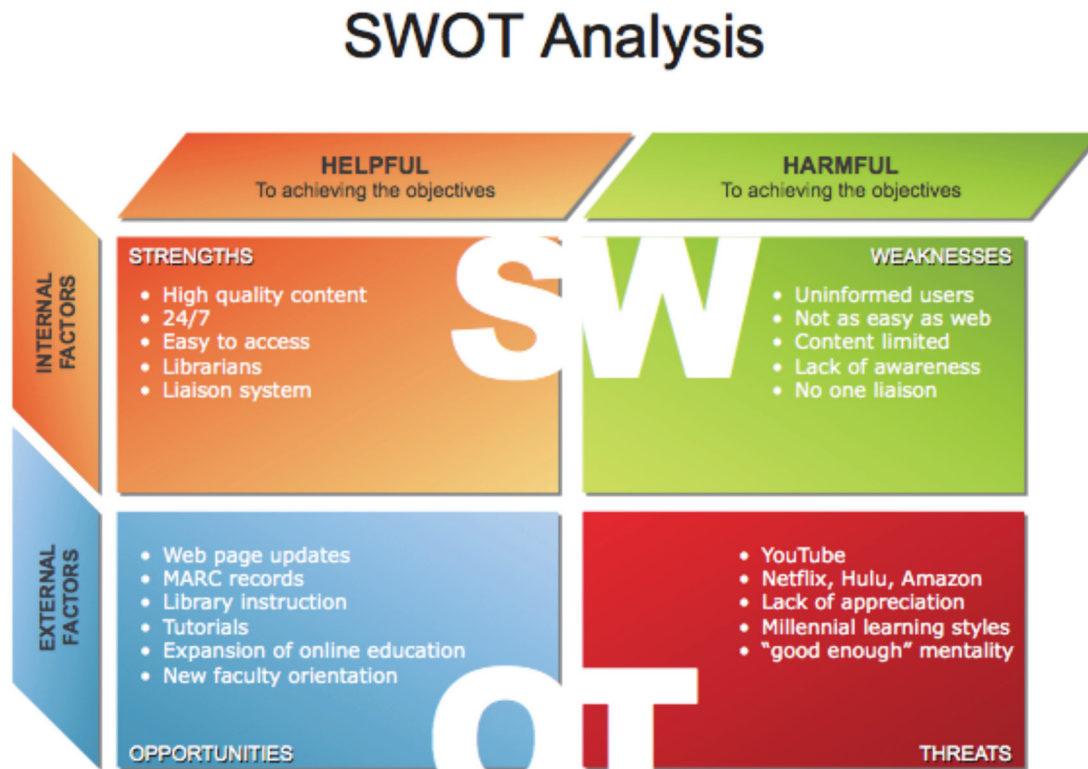 SWOT Analysis
HELPFUL
To achieving the objectives
HARMFUL
To achieving the objectives
INTERNAL
FACTORS
STRENGTHS
• High quality content
• 24/7
• Easy to access
• Librarians
• Liaison system
SW
WEAKNESSES
• Uninformed users
• Not as easy as web
• Content limited
• Lack of awareness
• No one liaison
EXTERNAL
FACTORS
• Web page updates
• MARC records
• Library instruction
• Tutorials
• Expansion of online education
• New faculty orientation
OPPORTUNITIES
OT
• YouTube
• Netflix, Hulu, Amazon
• Lack of appreciation
• Millennial learning styles
• “good enough” mentality
THREATS